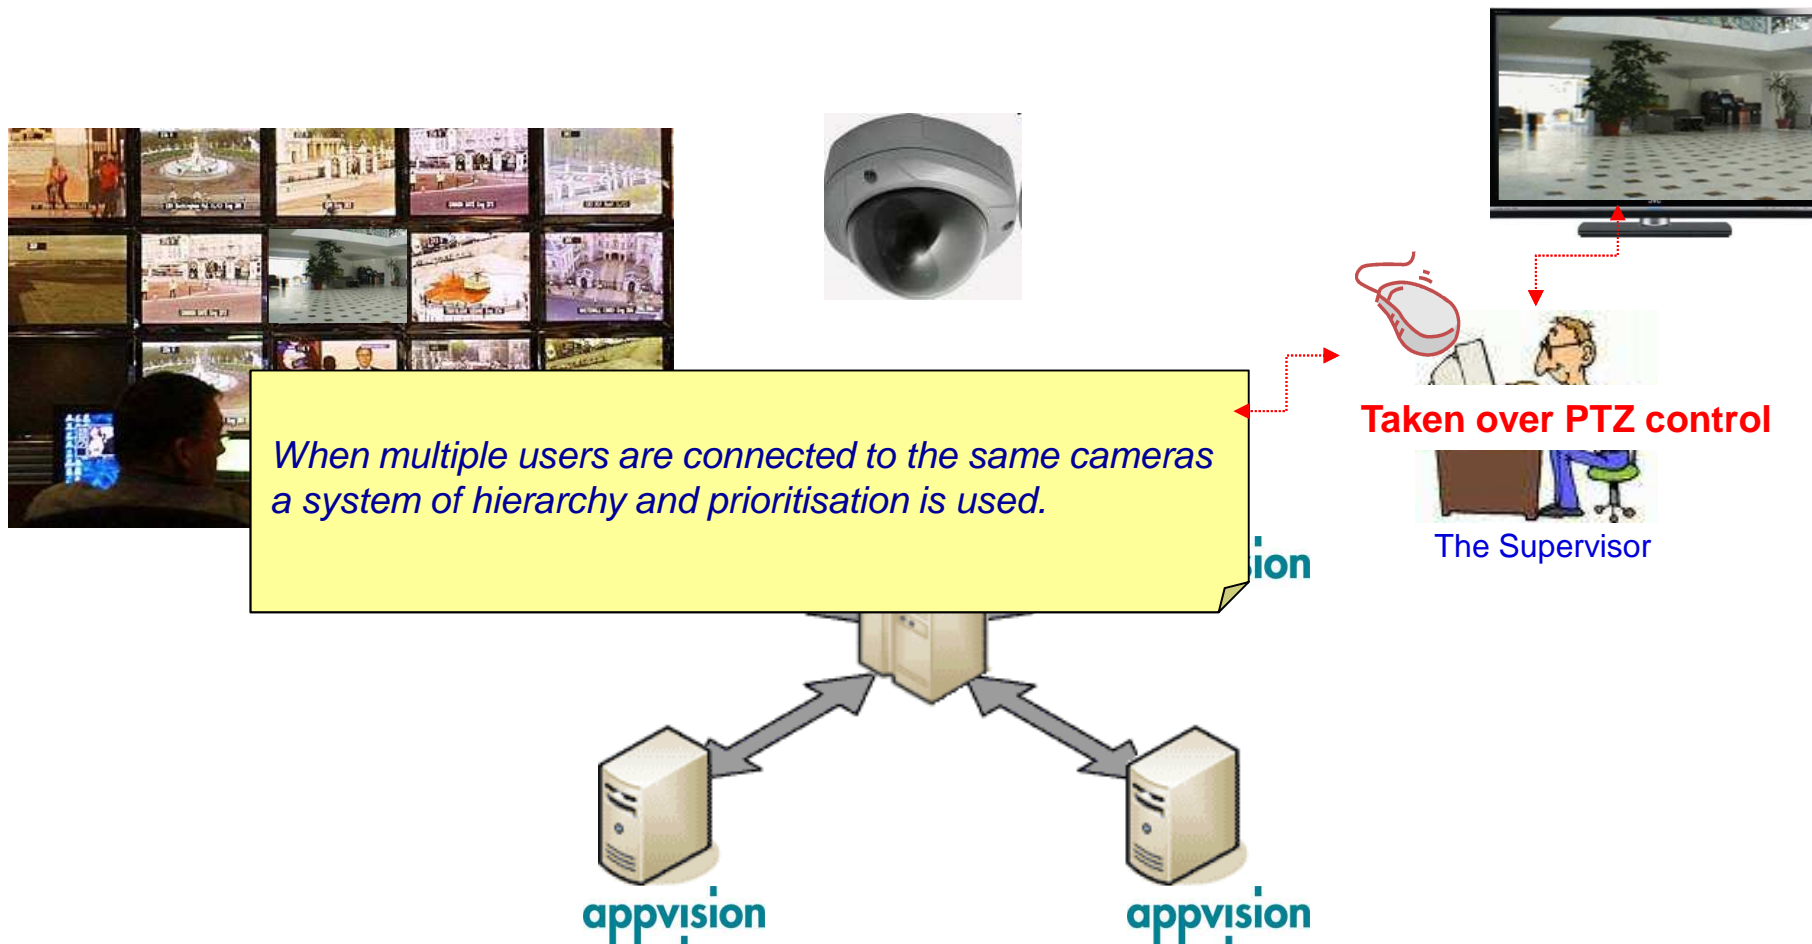 When multiple users are connected to the same cameras
a system of hierarchy and prioritisation is used.
Taken over PTZ control
The Supervisor
ion
appvision
appvision